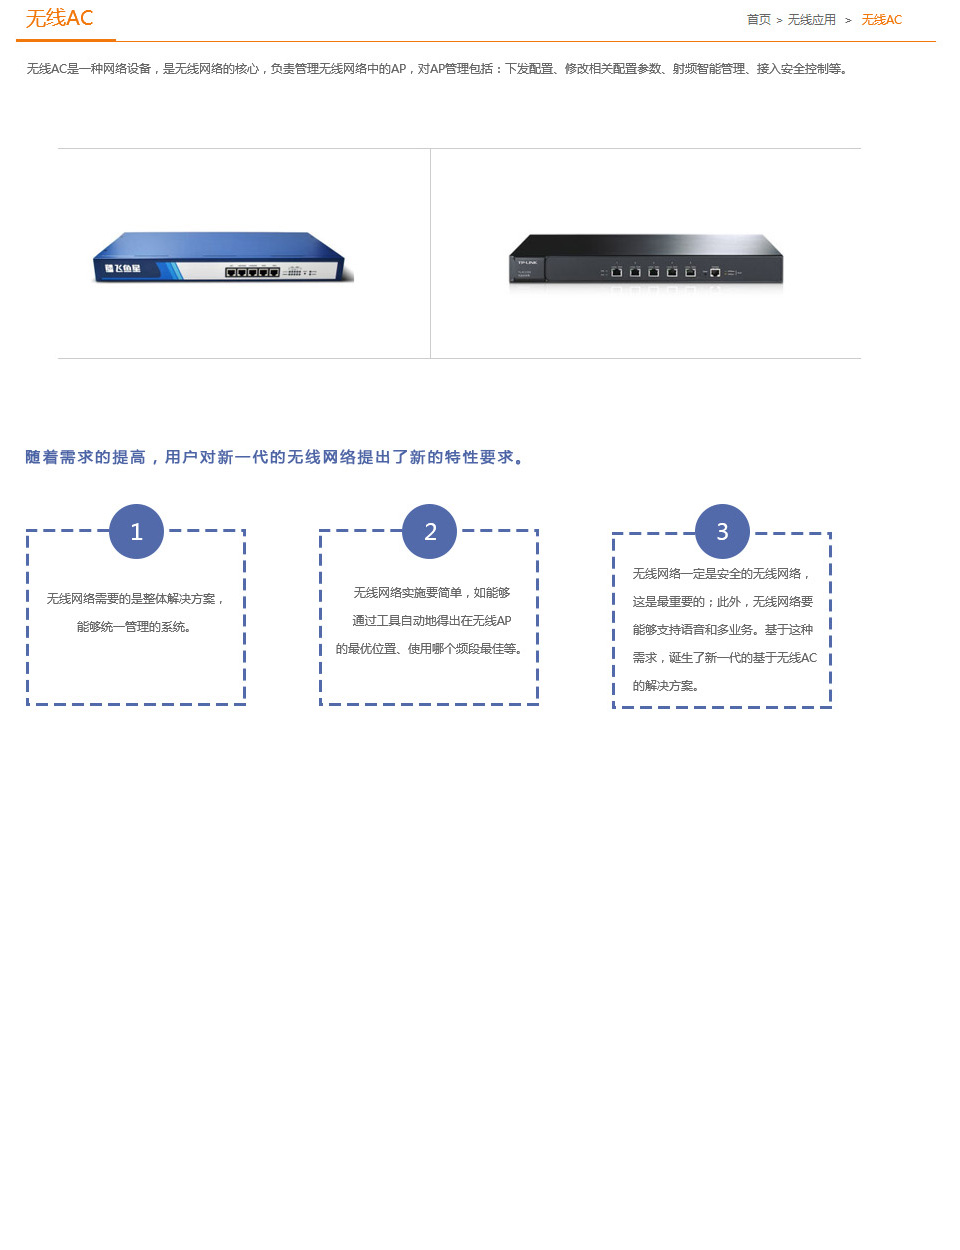 无线AC
首页 > 无线应用 > 无线AC
无线AC是一种网络设备，是无线网络的核心，负责管理无线网络中的AP，对AP管理包括：下发配置、修改相关配置参数、射频智能管理、接入安全控制等。
飞鱼星
TP-LINK
随着需求的提高，用户对新一代的无线网络提出了新的特性要求。
1
无线网络需要的是整体解决方案，
能够统一管理的系统。
2
无线网络实施要简单，如能够
通过工具自动地得出在无线AP
的最优位置、使用哪个频段最佳等。
3
无线网络一定是安全的无线网络，
这是最重要的；此外，无线网络要
能够支持语音和多业务。基于这种
需求，诞生了新一代的基于无线AC
的解决方案。